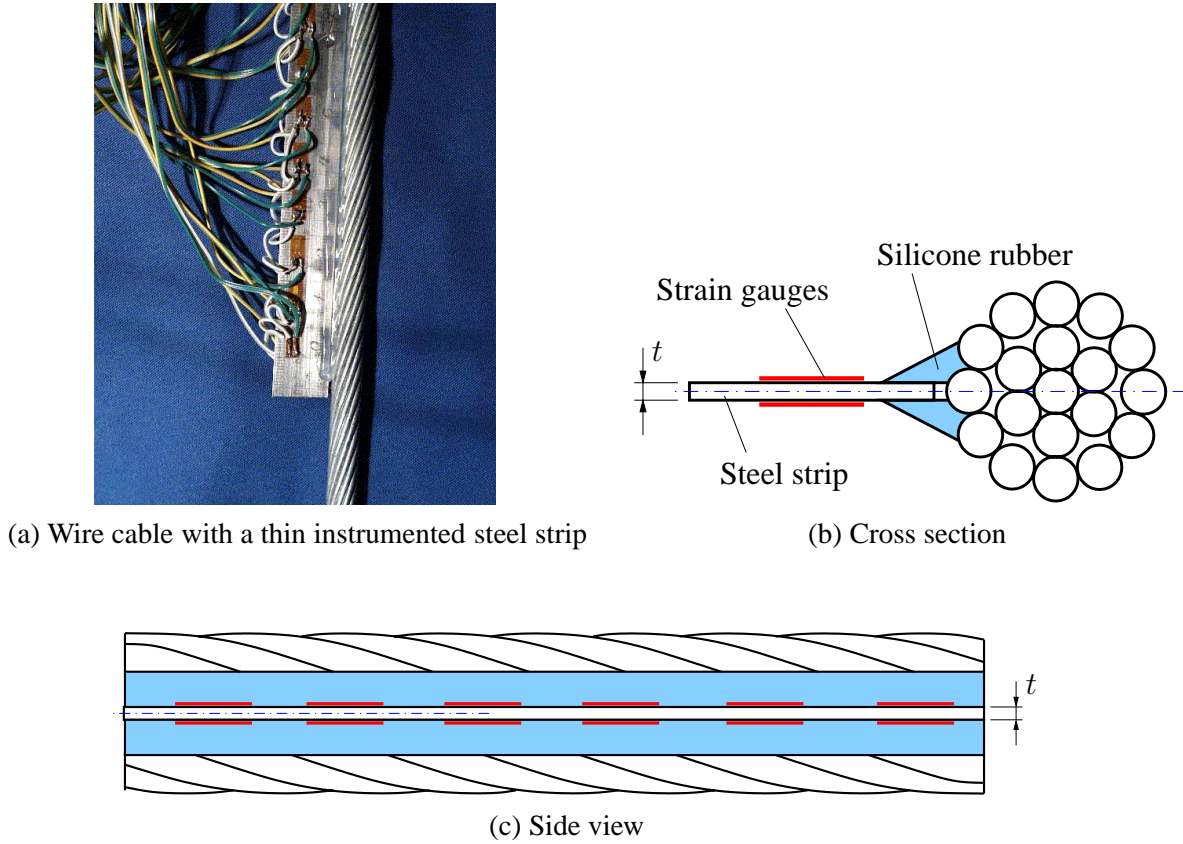 Silicone rubber
Strain gauges
t
Steel strip
(a) Wire cable with a thin instrumented steel strip
(b) Cross section
t
(c) Side view